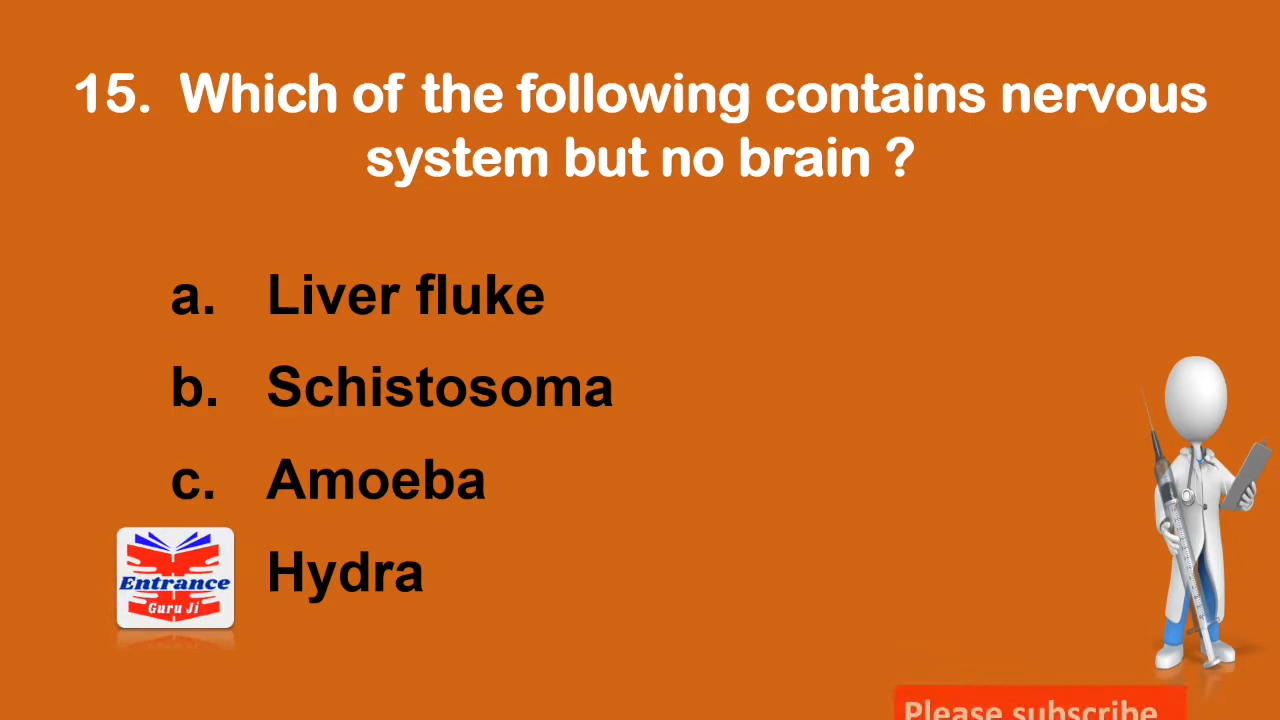 15. Which of the following contains nervous
system but no brain ?
a. Liver fluke
b. Schistosoma
c. Amoeba
Hydra
Entrance
Guru Ji
Please subscribe